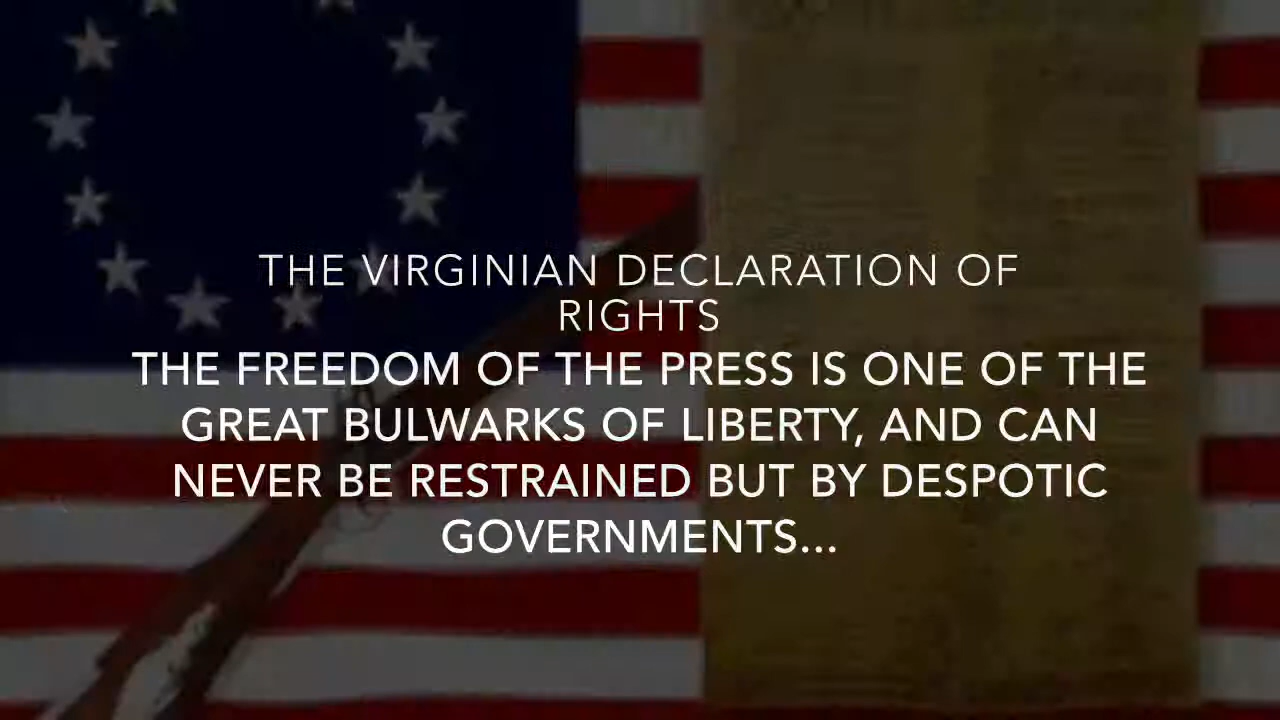 THE VIRGINIAN DECLARATION OF
RIGHTS
THE FREEDOM OF THE PRESS IS ONE OF THE
GREAT BULWARKS OF LIBERTY, AND CAN
NEVER BE RESTRAINED BUT BY DESPOTIC
GOVERNMENTS...